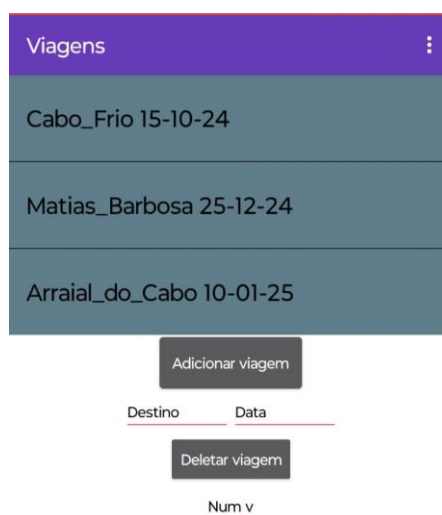 Viagens
Cabo_Frio 15-10-24
Matias_Barbosa 25-12-24
Arraial_do_Cabo 10-01-25
Adicionar viagem
Destino Data
Deletar viagem
Num v